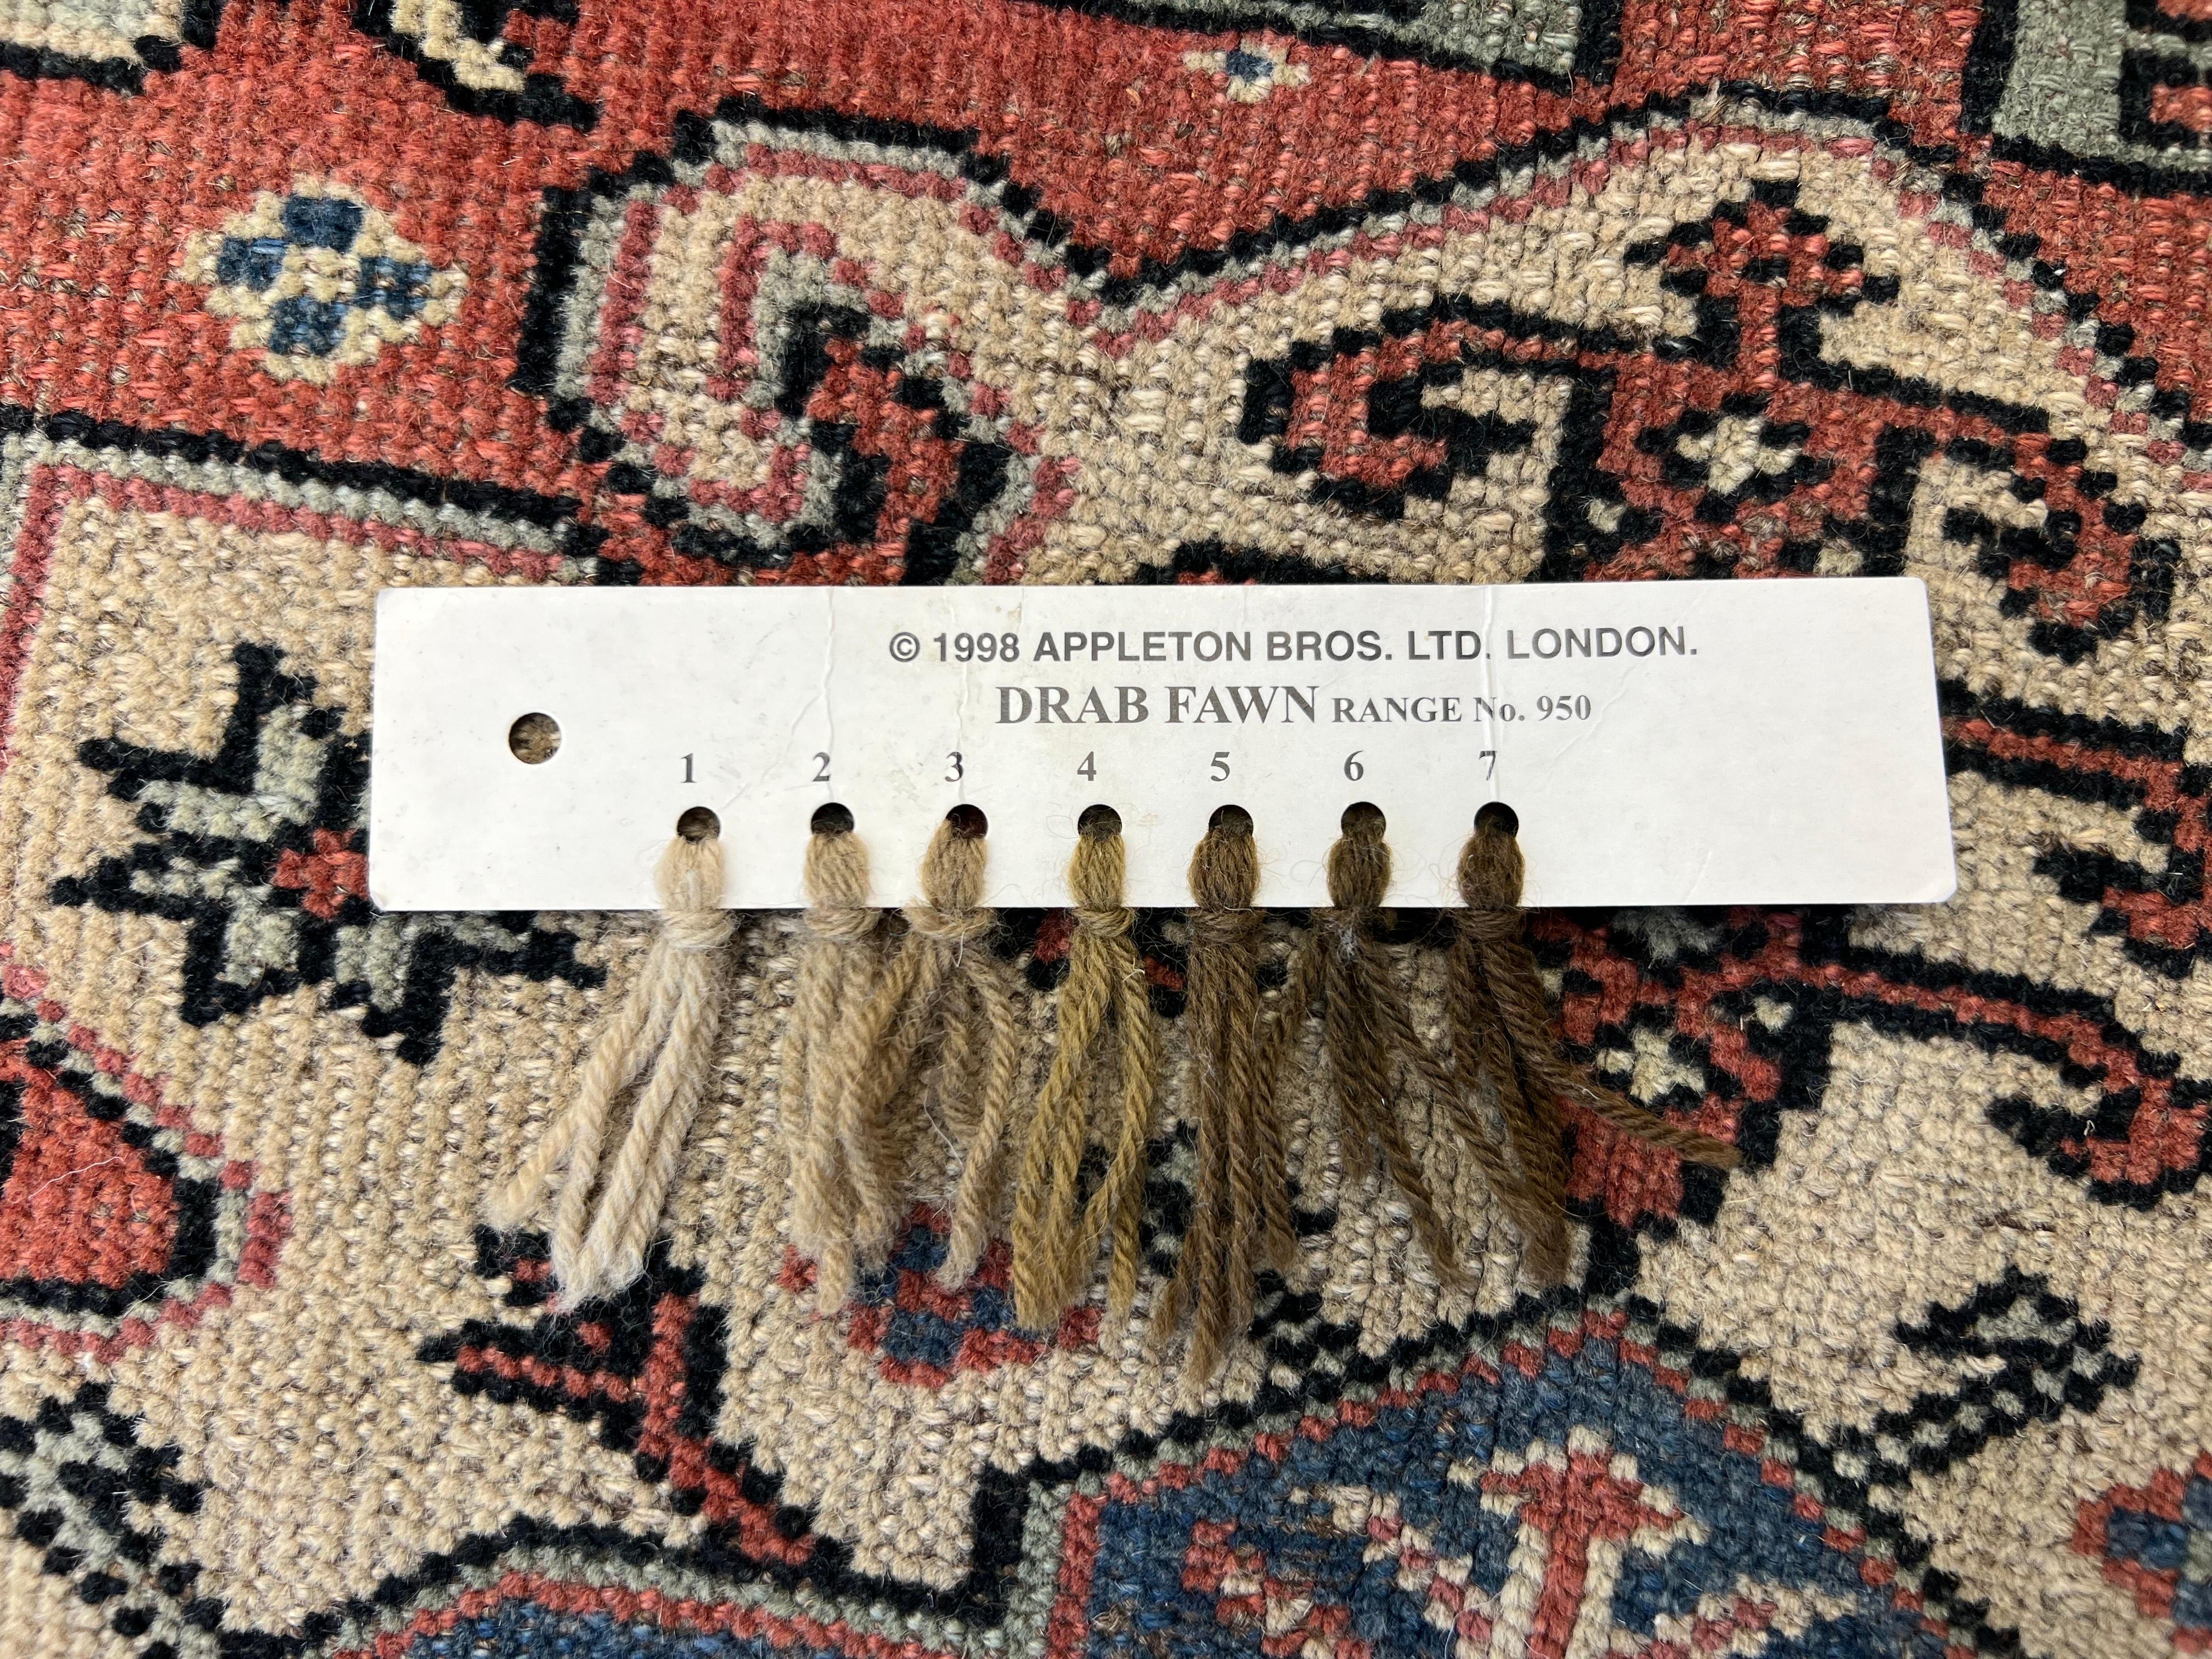 © 1998 APPLETON BROS. LTD. LONDON.
DRAB FAWN RANGE No. 950
1 2 3 4 5 6 7